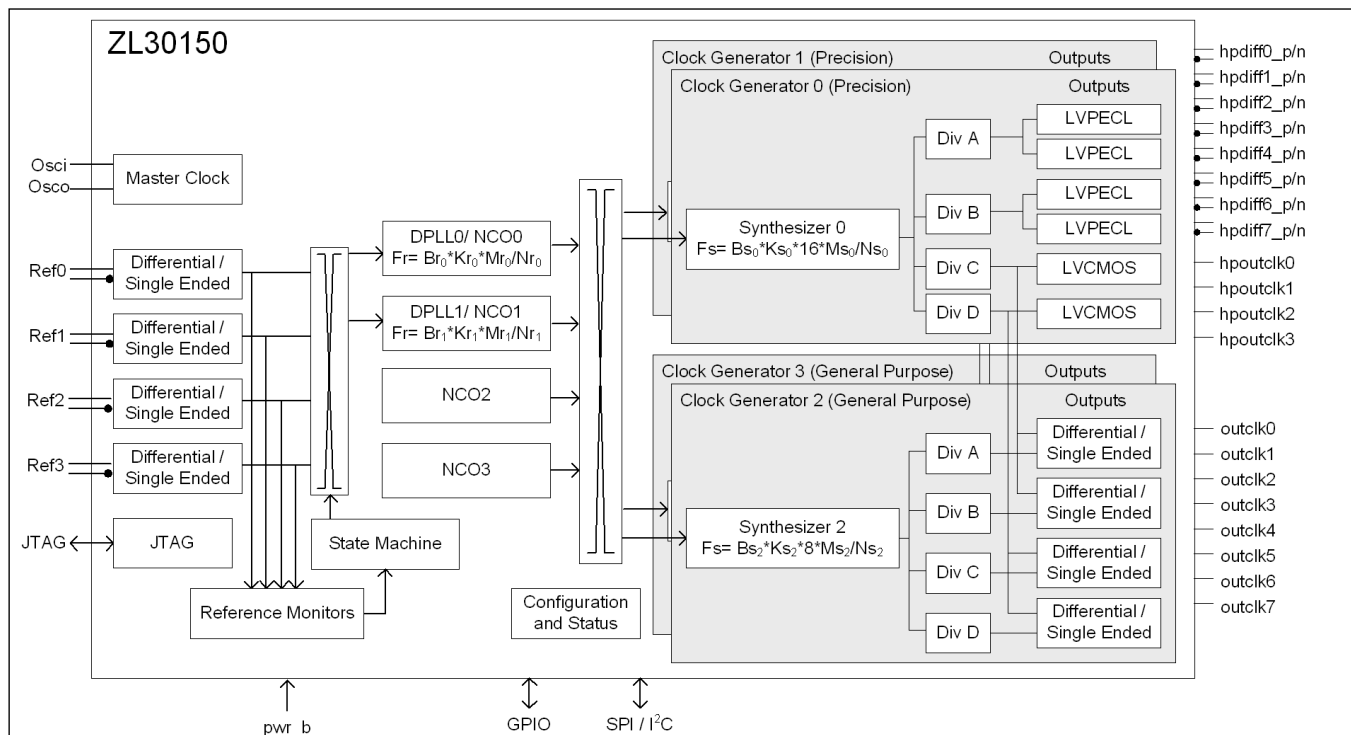 ZL30150
Osci
Osco
Master Clock
Ref0
Differential /
Single Ended
Ref1
Differential /
Single Ended
Ref2
Differential /
Single Ended
Ref3
Differential /
Single Ended
JTAG
JTAG
State Machine
Reference Monitors
DPLL0/ NCO0
Fr= Br₀*Kr₀*Mr₀/Nr₀
DPLL1/ NCO1
Fr= Br₁*Kr₁*Mr₁/Nr₁
NCO2
NCO3
Configuration
and Status
Clock Generator 1 (Precision) Outputs
Clock Generator 0 (Precision) Outputs
Synthesizer 0
Fs= Bs₀*Ks₀*16*Ms₀/Ns₀
Div A
Div B
Div C
Div D
LVPECL
LVPECL
LVPECL
LVPECL
LVCMOS
LVCMOS
Clock Generator 3 (General Purpose) Outputs
Clock Generator 2 (General Purpose) Outputs
Synthesizer 2
Fs= Bs₂*Ks₂*8*Ms₂/Ns₂
Div A
Div B
Div C
Div D
Differential /
Single Ended
Differential /
Single Ended
Differential /
Single Ended
Differential /
Single Ended
hpdiff0_p/n
hpdiff1_p/n
hpdiff2_p/n
hpdiff3_p/n
hpdiff4_p/n
hpdiff5_p/n
hpdiff6_p/n
hpdiff7_p/n
hpoutclk0
hpoutclk1
hpoutclk2
hpoutclk3
outclk0
outclk1
outclk2
outclk3
outclk4
outclk5
outclk6
outclk7
pwr_b
GPIO
SPI / I²C